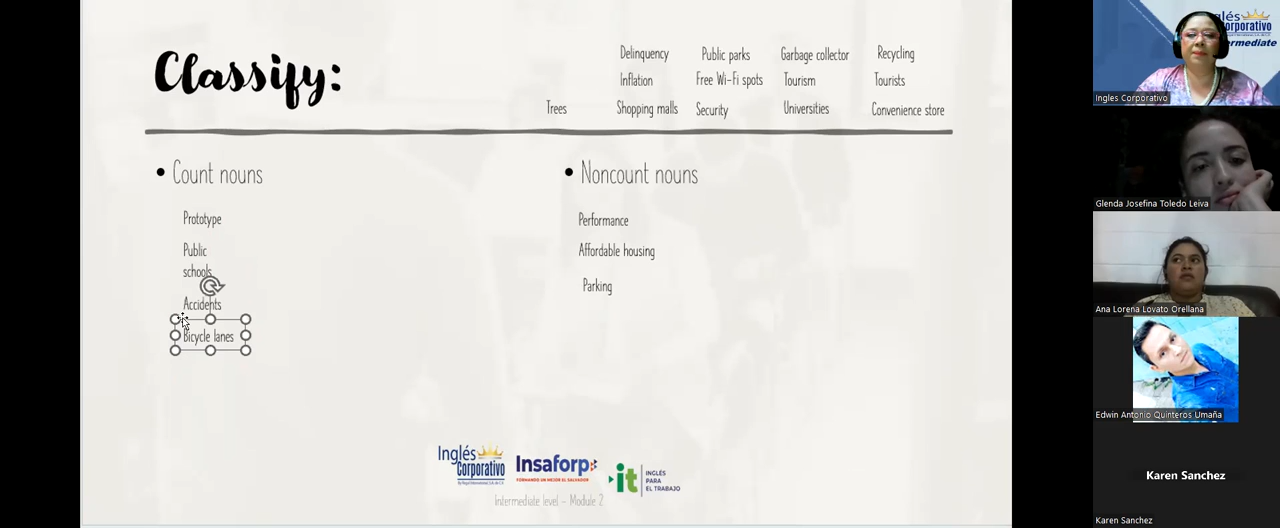 Classify:
Delinquency Public parks Garbage collector Recycling
Inflation Free Wi-Fi spots Tourism Tourists
Trees Shopping malls Security Universities Convenience store
• Count nouns
Prototype
Public
schools
Accidents
Bicycle lanes
• Noncount nouns
Performance
Affordable housing
Parking
Inglés
Corporativo
Insaforp
FORMANDO UN MEJOR EL SALVADOR
it
INGLÉS
PARA
EL TRABAJO
Intermediate level - Module 2
glés
Corporativo
ermediate
Ingles Corporativo
Glenda Josefina Toledo Leiva
Ana Lorena Lovato Orellana
Edwin Antonio Quinteros Umaña
Karen Sanchez
Karen Sanchez